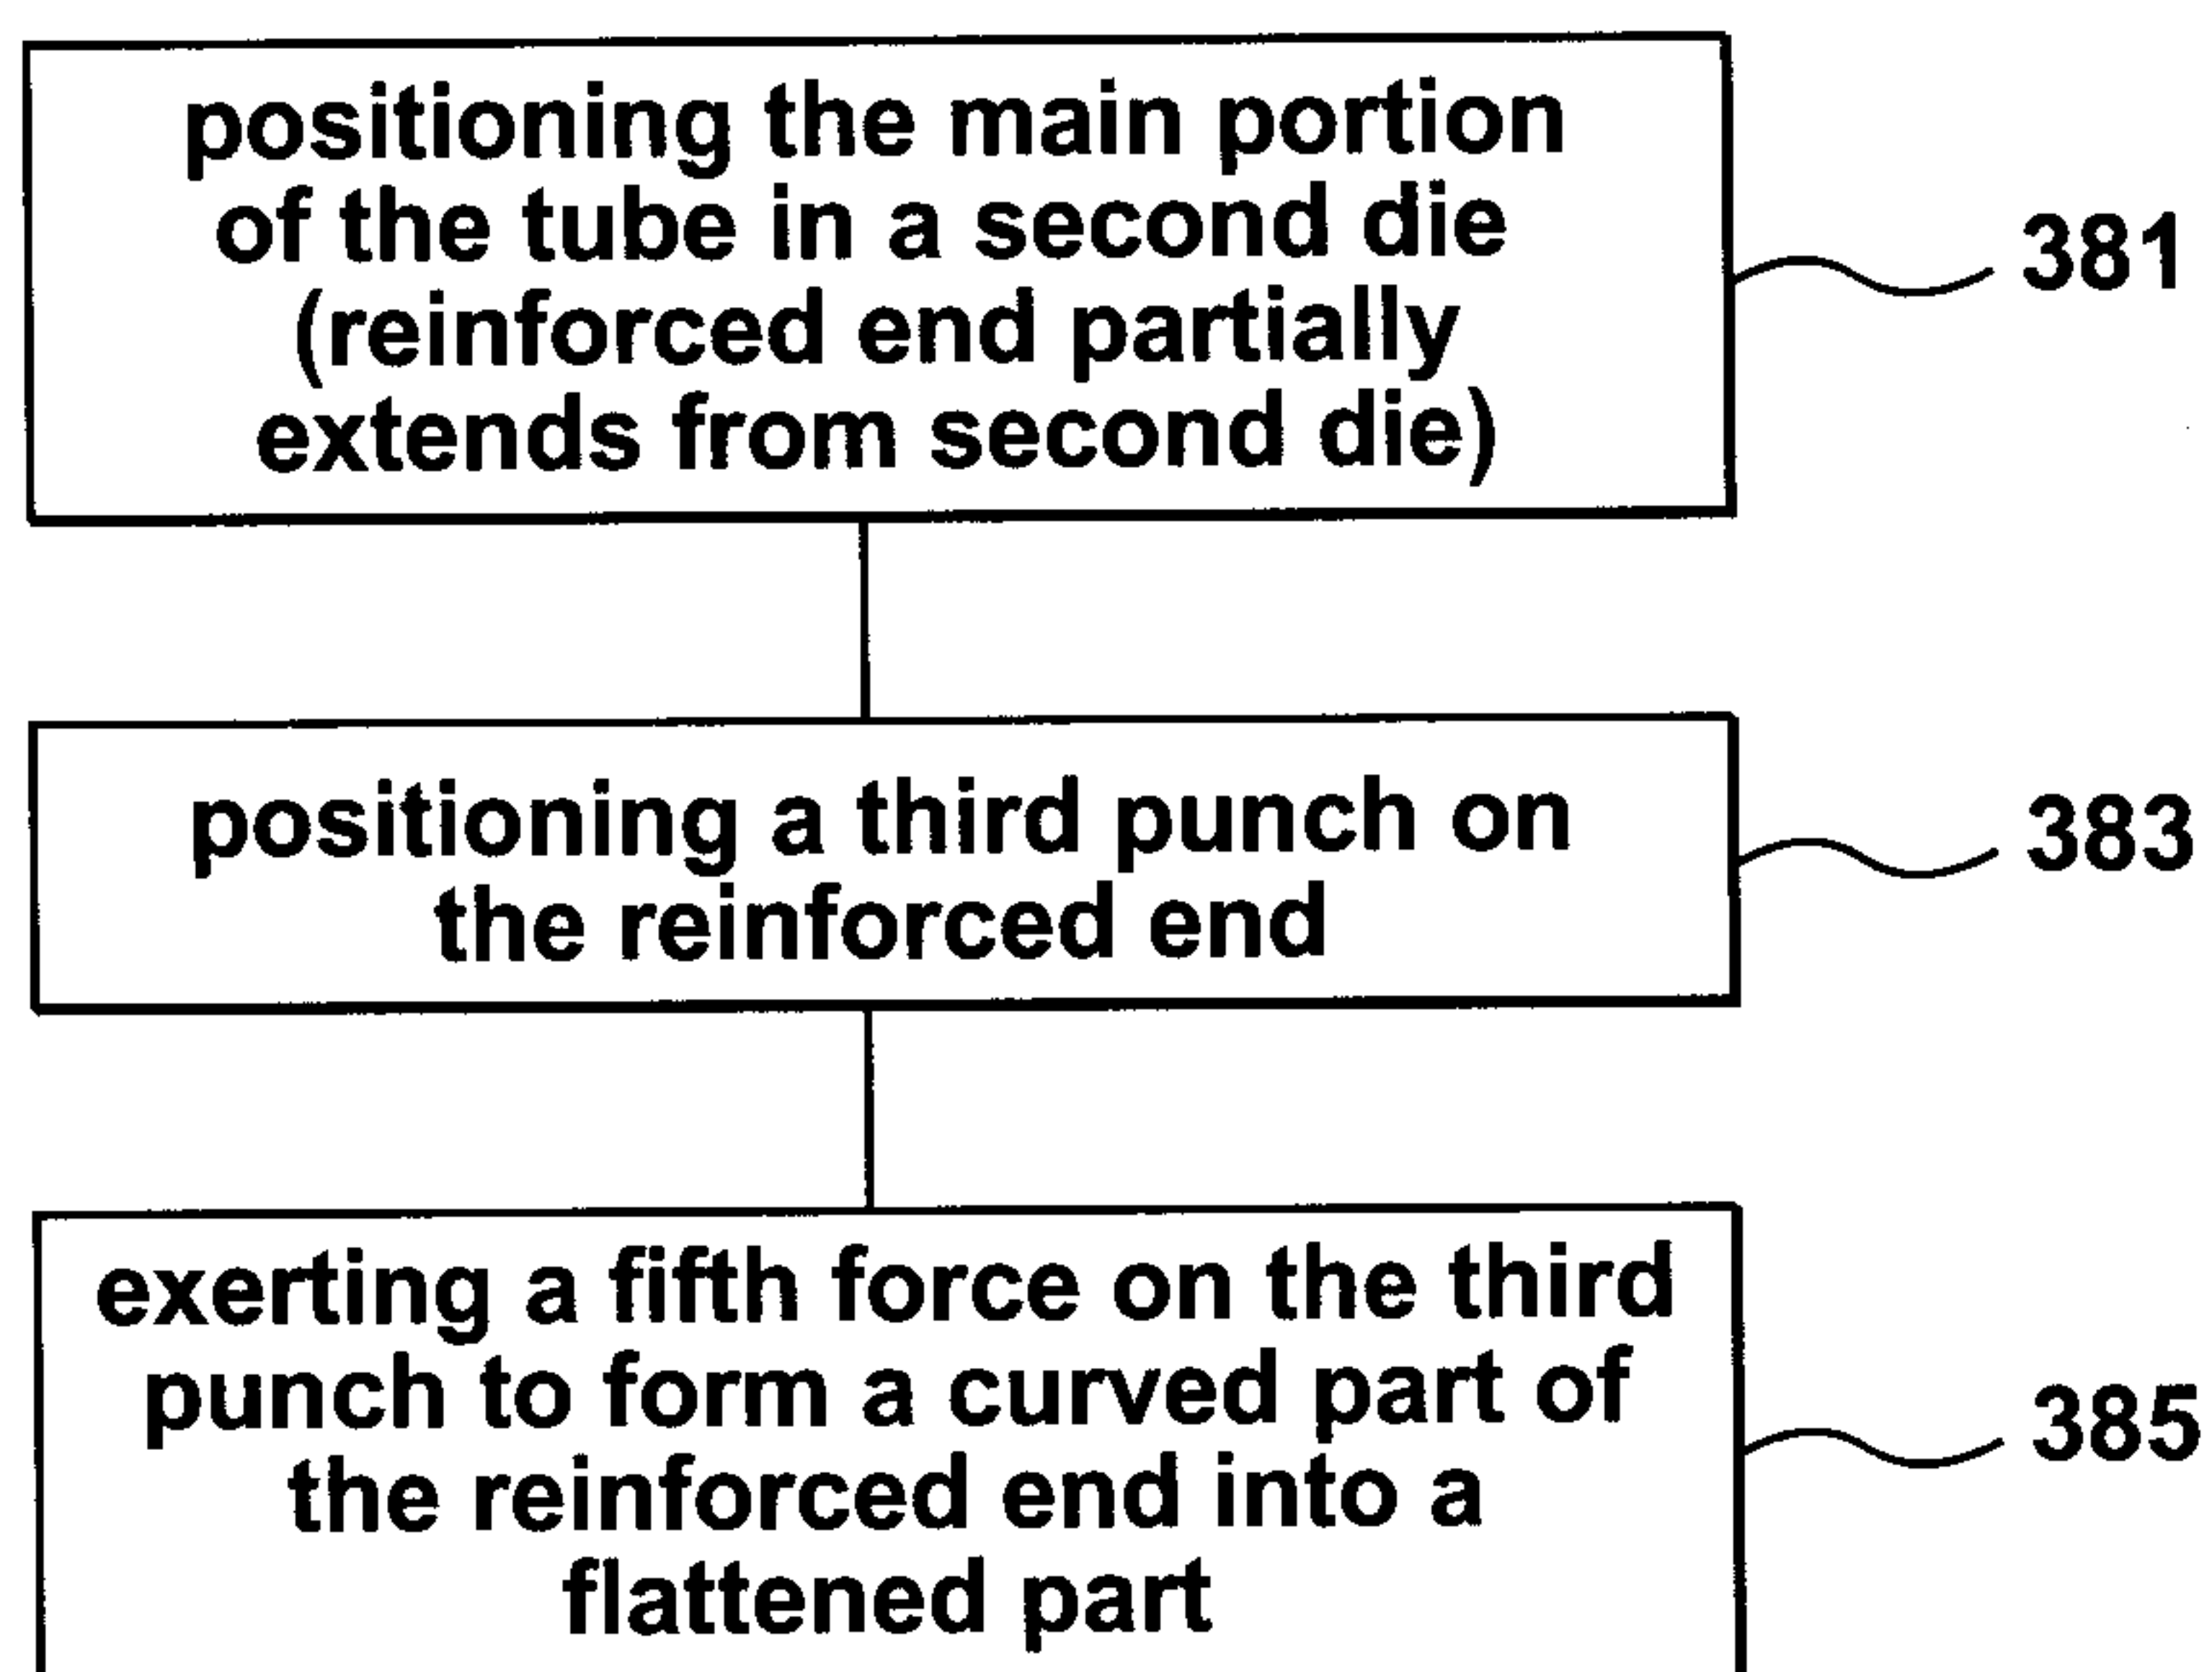 positioning the main portion
of the tube in a second die
(reinforced end partially
extends from second die)
381
positioning a third punch on
the reinforced end
383
exerting a fifth force on the third
punch to form a curved part of
the reinforced end into a
flattened part
385